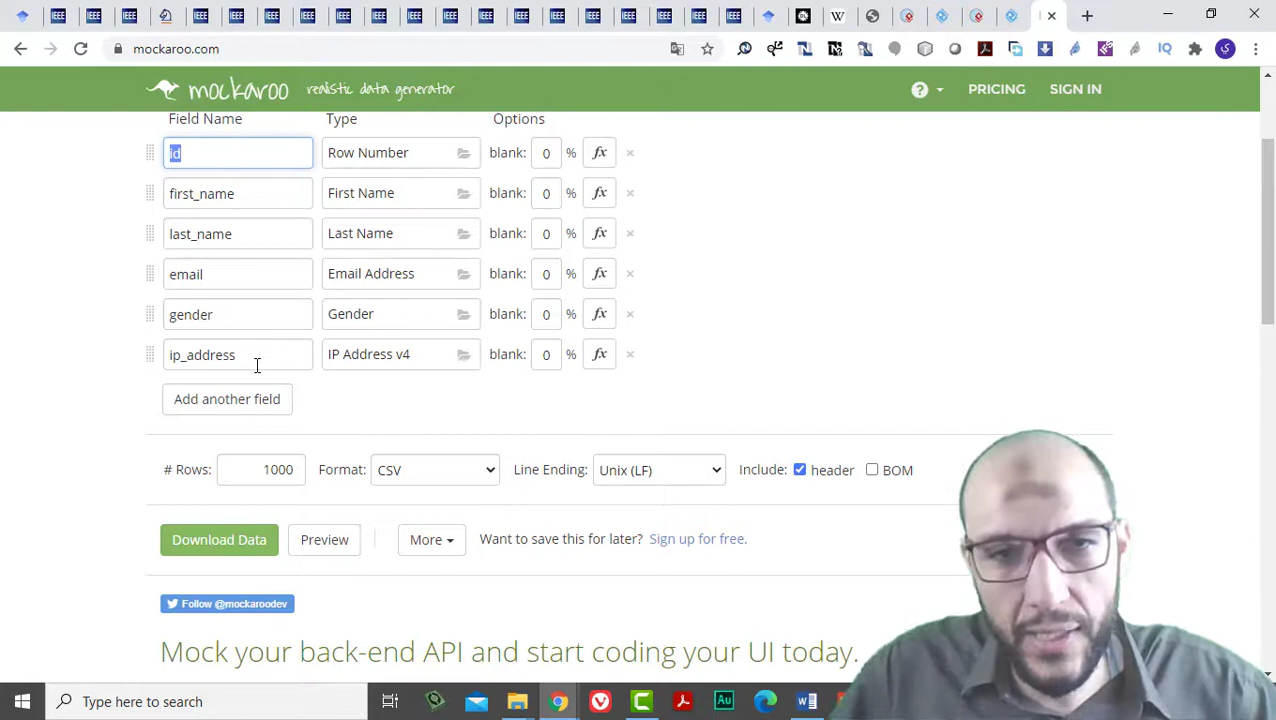 mockaroo.com
mockaroo realistic data generator PRICING SIGN IN
Field Name Type Options
id Row Number blank: 0 % fx
first_name First Name blank: 0 % fx
last_name Last Name blank: 0 % fx
email Email Address blank: 0 % fx
gender Gender blank: 0 % fx
ip_address IP Address v4 blank: 0 % fx
Add another field
# Rows: 1000 Format: CSV Line Ending: Unix (LF) Include: header BOM
Download Data Preview More Want to save this for later? Sign up for free.
Follow @mockaroodev
Mock your back-end API and start coding your UI today.
Type here to search